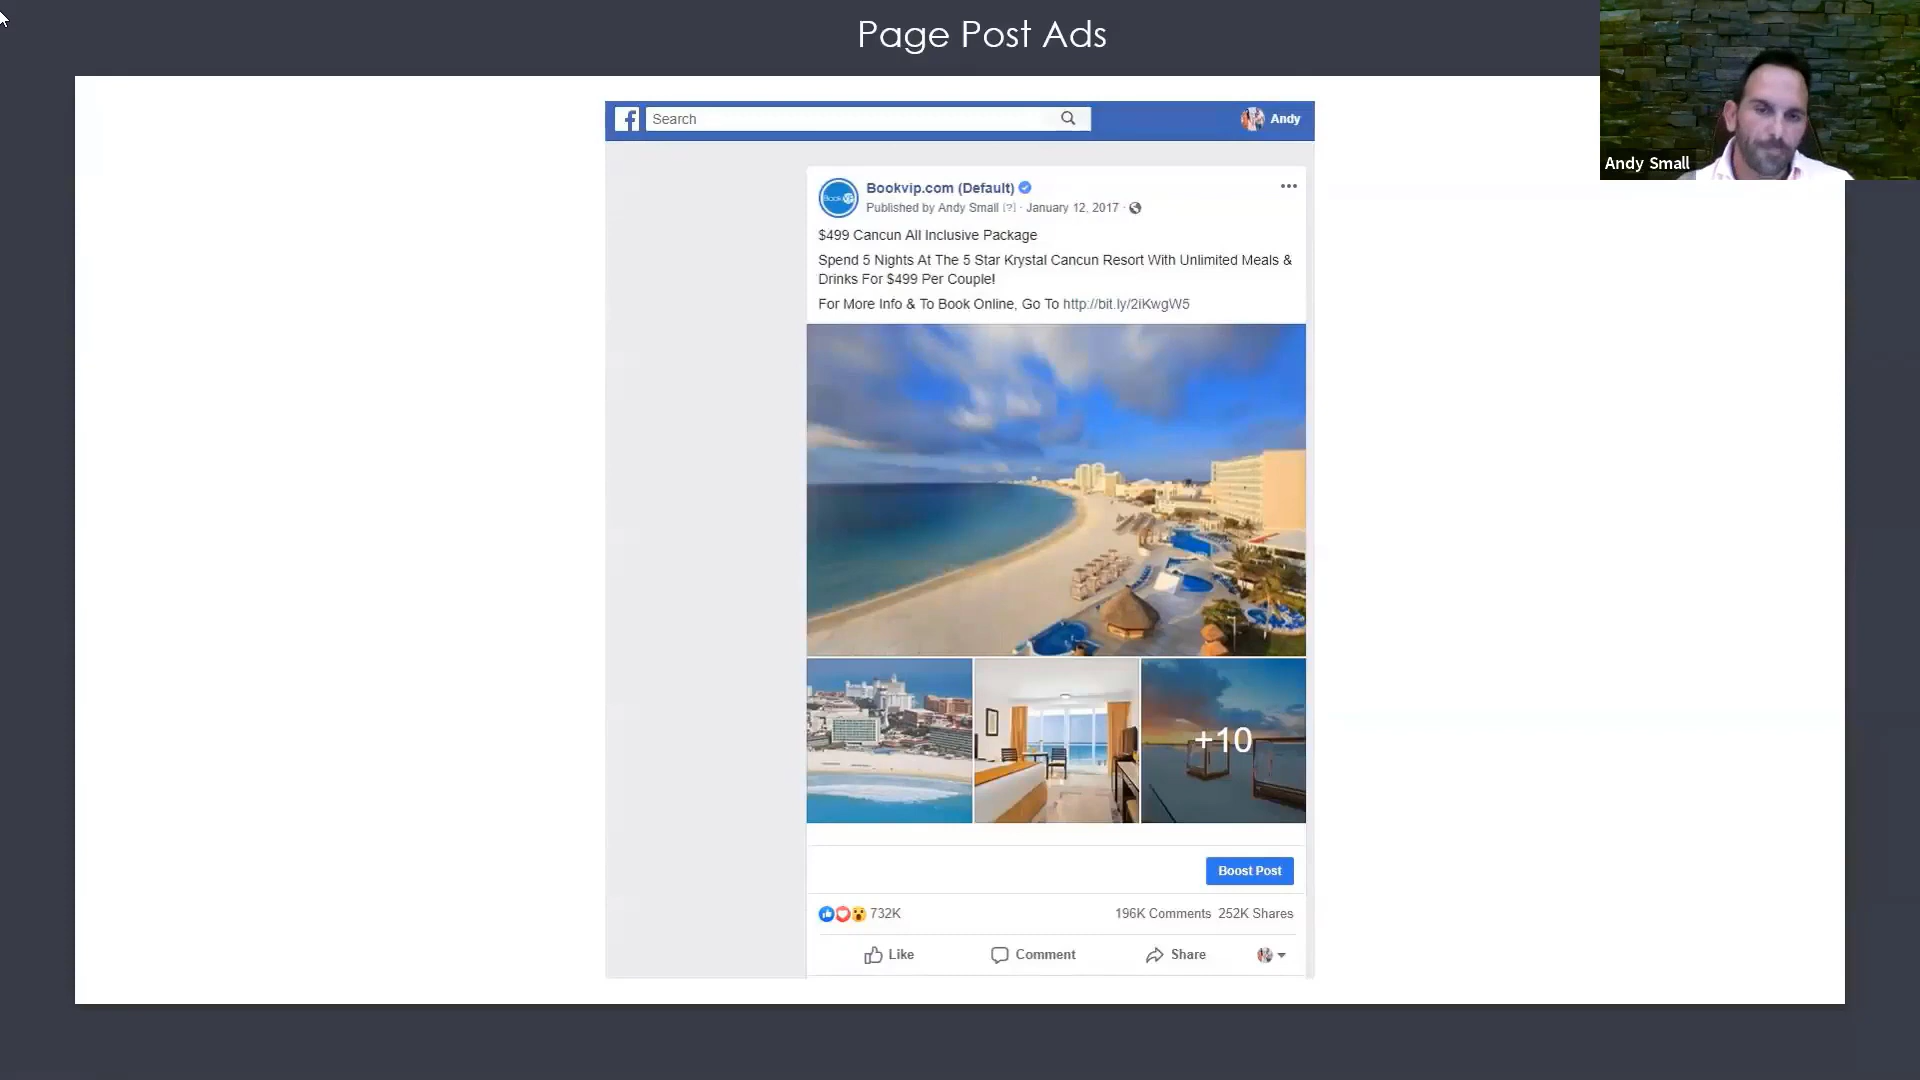 Page Post Ads
Andy Small
f
Search
Andy
Book VIP
Bookvip.com (Default)
Published by Andy Small [?] · January 12, 2017 ·
$499 Cancun All Inclusive Package
Spend 5 Nights At The 5 Star Krystal Cancun Resort With Unlimited Meals &
Drinks For $499 Per Couple!
For More Info & To Book Online, Go To http://bit.ly/2iKwgW5
+10
Boost Post
732K
196K Comments 252K Shares
Like
Comment
Share